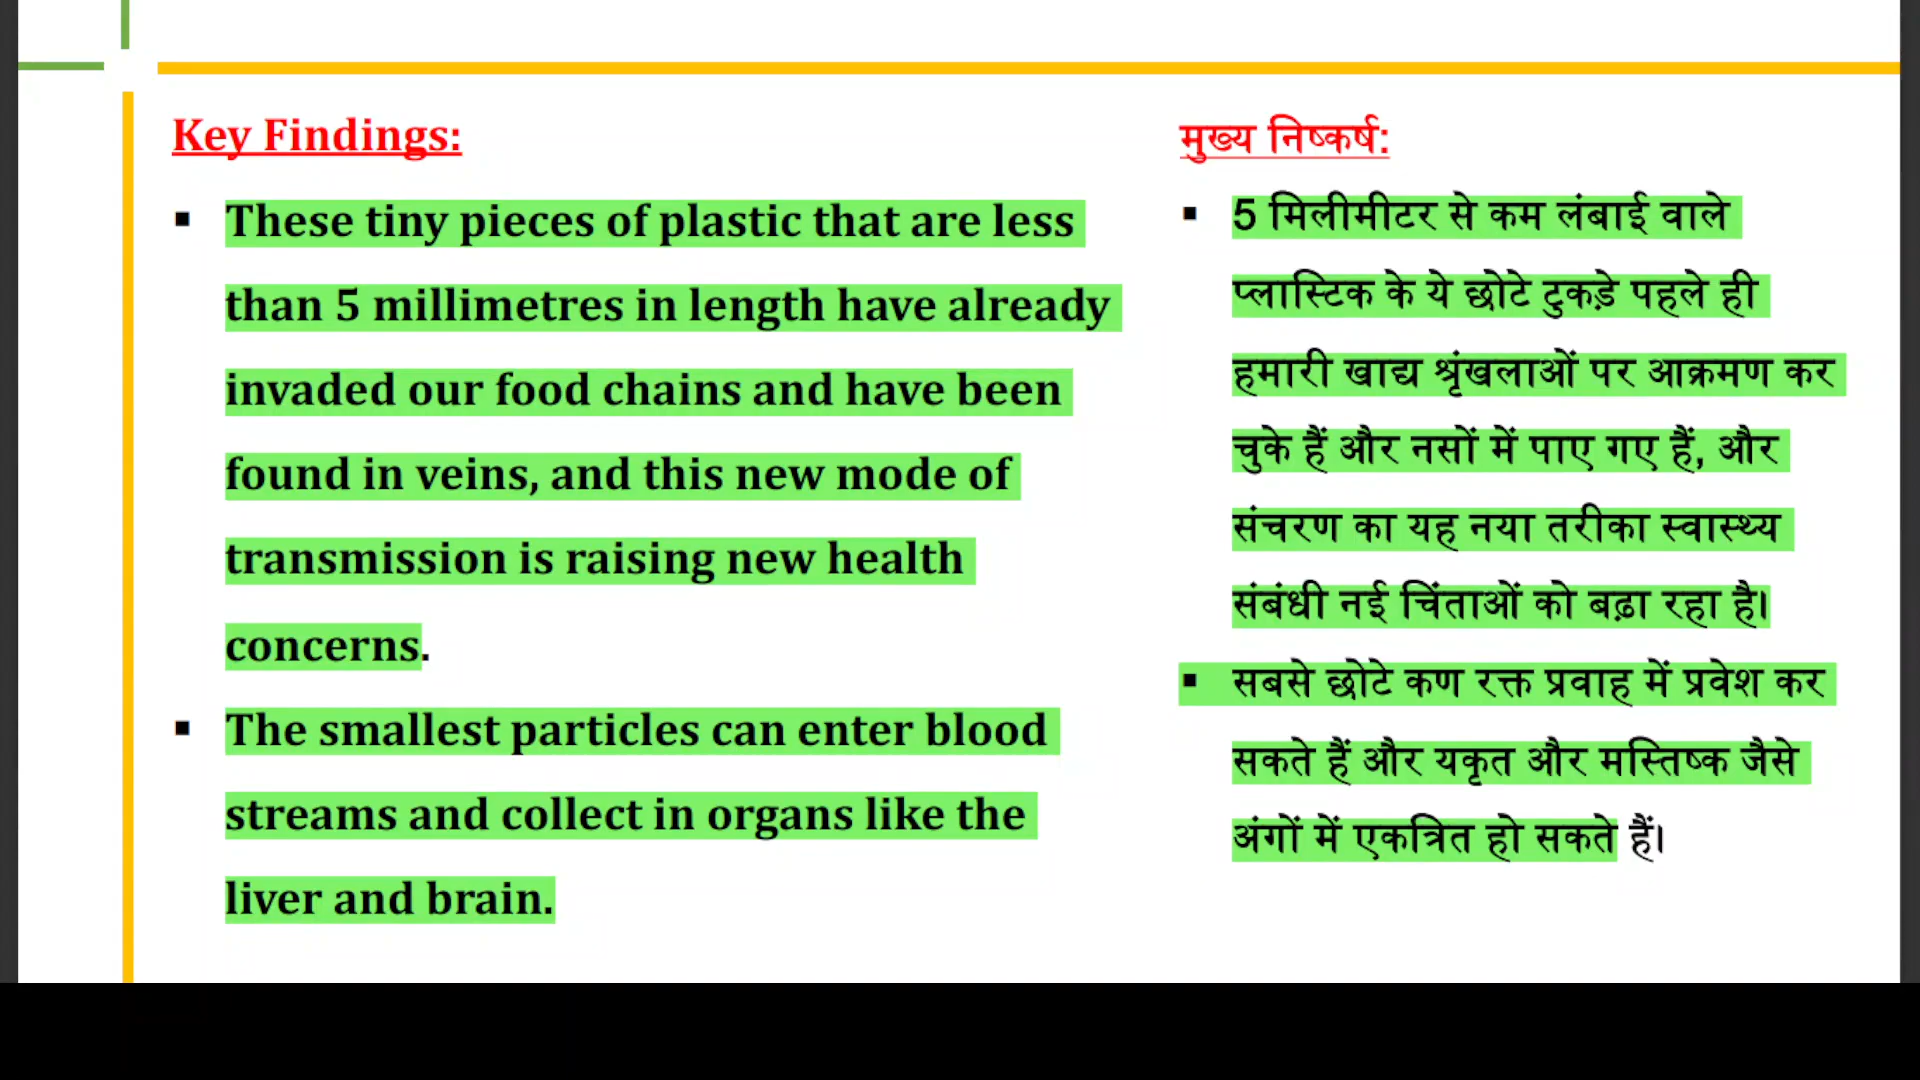 Key Findings:
▪ These tiny pieces of plastic that are less
than 5 millimetres in length have already
invaded our food chains and have been
found in veins, and this new mode of
transmission is raising new health
concerns.
▪ The smallest particles can enter blood
streams and collect in organs like the
liver and brain.
मुख्य निष्कर्ष:
▪ 5 मिलीमीटर से कम लंबाई वाले
प्लास्टिक के ये छोटे टुकड़े पहले ही
हमारी खाद्य श्रृंखलाओं पर आक्रमण कर
चुके हैं और नसों में पाए गए हैं, और
संचरण का यह नया तरीका स्वास्थ्य
संबंधी नई चिंताओं को बढ़ा रहा है।
▪ सबसे छोटे कण रक्त प्रवाह में प्रवेश कर
सकते हैं और यकृत और मस्तिष्क जैसे
अंगों में एकत्रित हो सकते हैं।